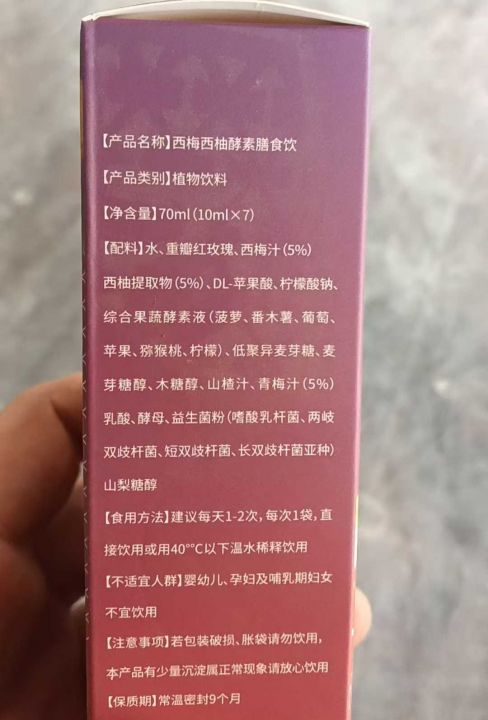 【产品名称】西梅西柚酵素膳食饮
【产品类别】植物饮料
【净含量】70ml(10ml×7)
【配料】水、重瓣红玫瑰、西梅汁(5%)
西柚提取物(5%)、DL-苹果酸、柠檬酸钠、
综合果蔬酵素液(菠萝、番木薯、葡萄、
苹果、猕猴桃、柠檬)、低聚异麦芽糖、麦
芽糖醇、木糖醇、山楂汁、青梅汁(5%)
乳酸、酵母、益生菌粉(嗜酸乳杆菌、两岐
双歧杆菌、短双歧杆菌、长双歧杆菌亚种)
山梨糖醇
【食用方法】建议每天1-2次,每次1袋,直
接饮用或用40°℃以下温水稀释饮用
【不适宜人群】婴幼儿、孕妇及哺乳期妇女
不宜饮用
【注意事项】若包装破损、胀袋请勿饮用,
本产品有少量沉淀属正常现象请放心饮用
【保质期】常温密封9个月